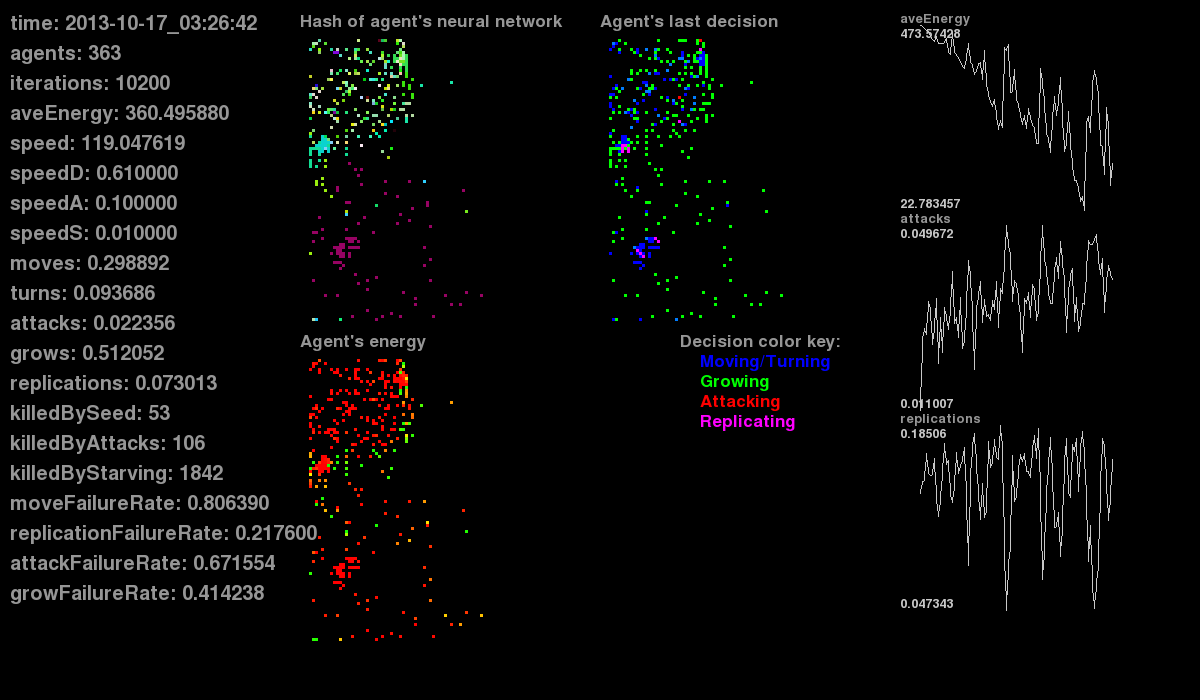 time: 2013-10-17_03:26:42
agents: 363
iterations: 10200
aveEnergy: 360.495880
speed: 119.047619
speedD: 0.610000
speedA: 0.100000
speedS: 0.010000
moves: 0.298892
turns: 0.093686
attacks: 0.022356
grows: 0.512052
replications: 0.073013
killedBySeed: 53
killedByAttacks: 106
killedByStarving: 1842
moveFailureRate: 0.806390
replicationFailureRate: 0.217600
attackFailureRate: 0.671554
growFailureRate: 0.414238
Hash of agent's neural network
Agent's last decision
Agent's energy
Decision color key:
Moving/Turning
Growing
Attacking
Replicating
aveEnergy
473.57428
22.783457
attacks
0.049672
0.011007
replications
0.18506
0.047343